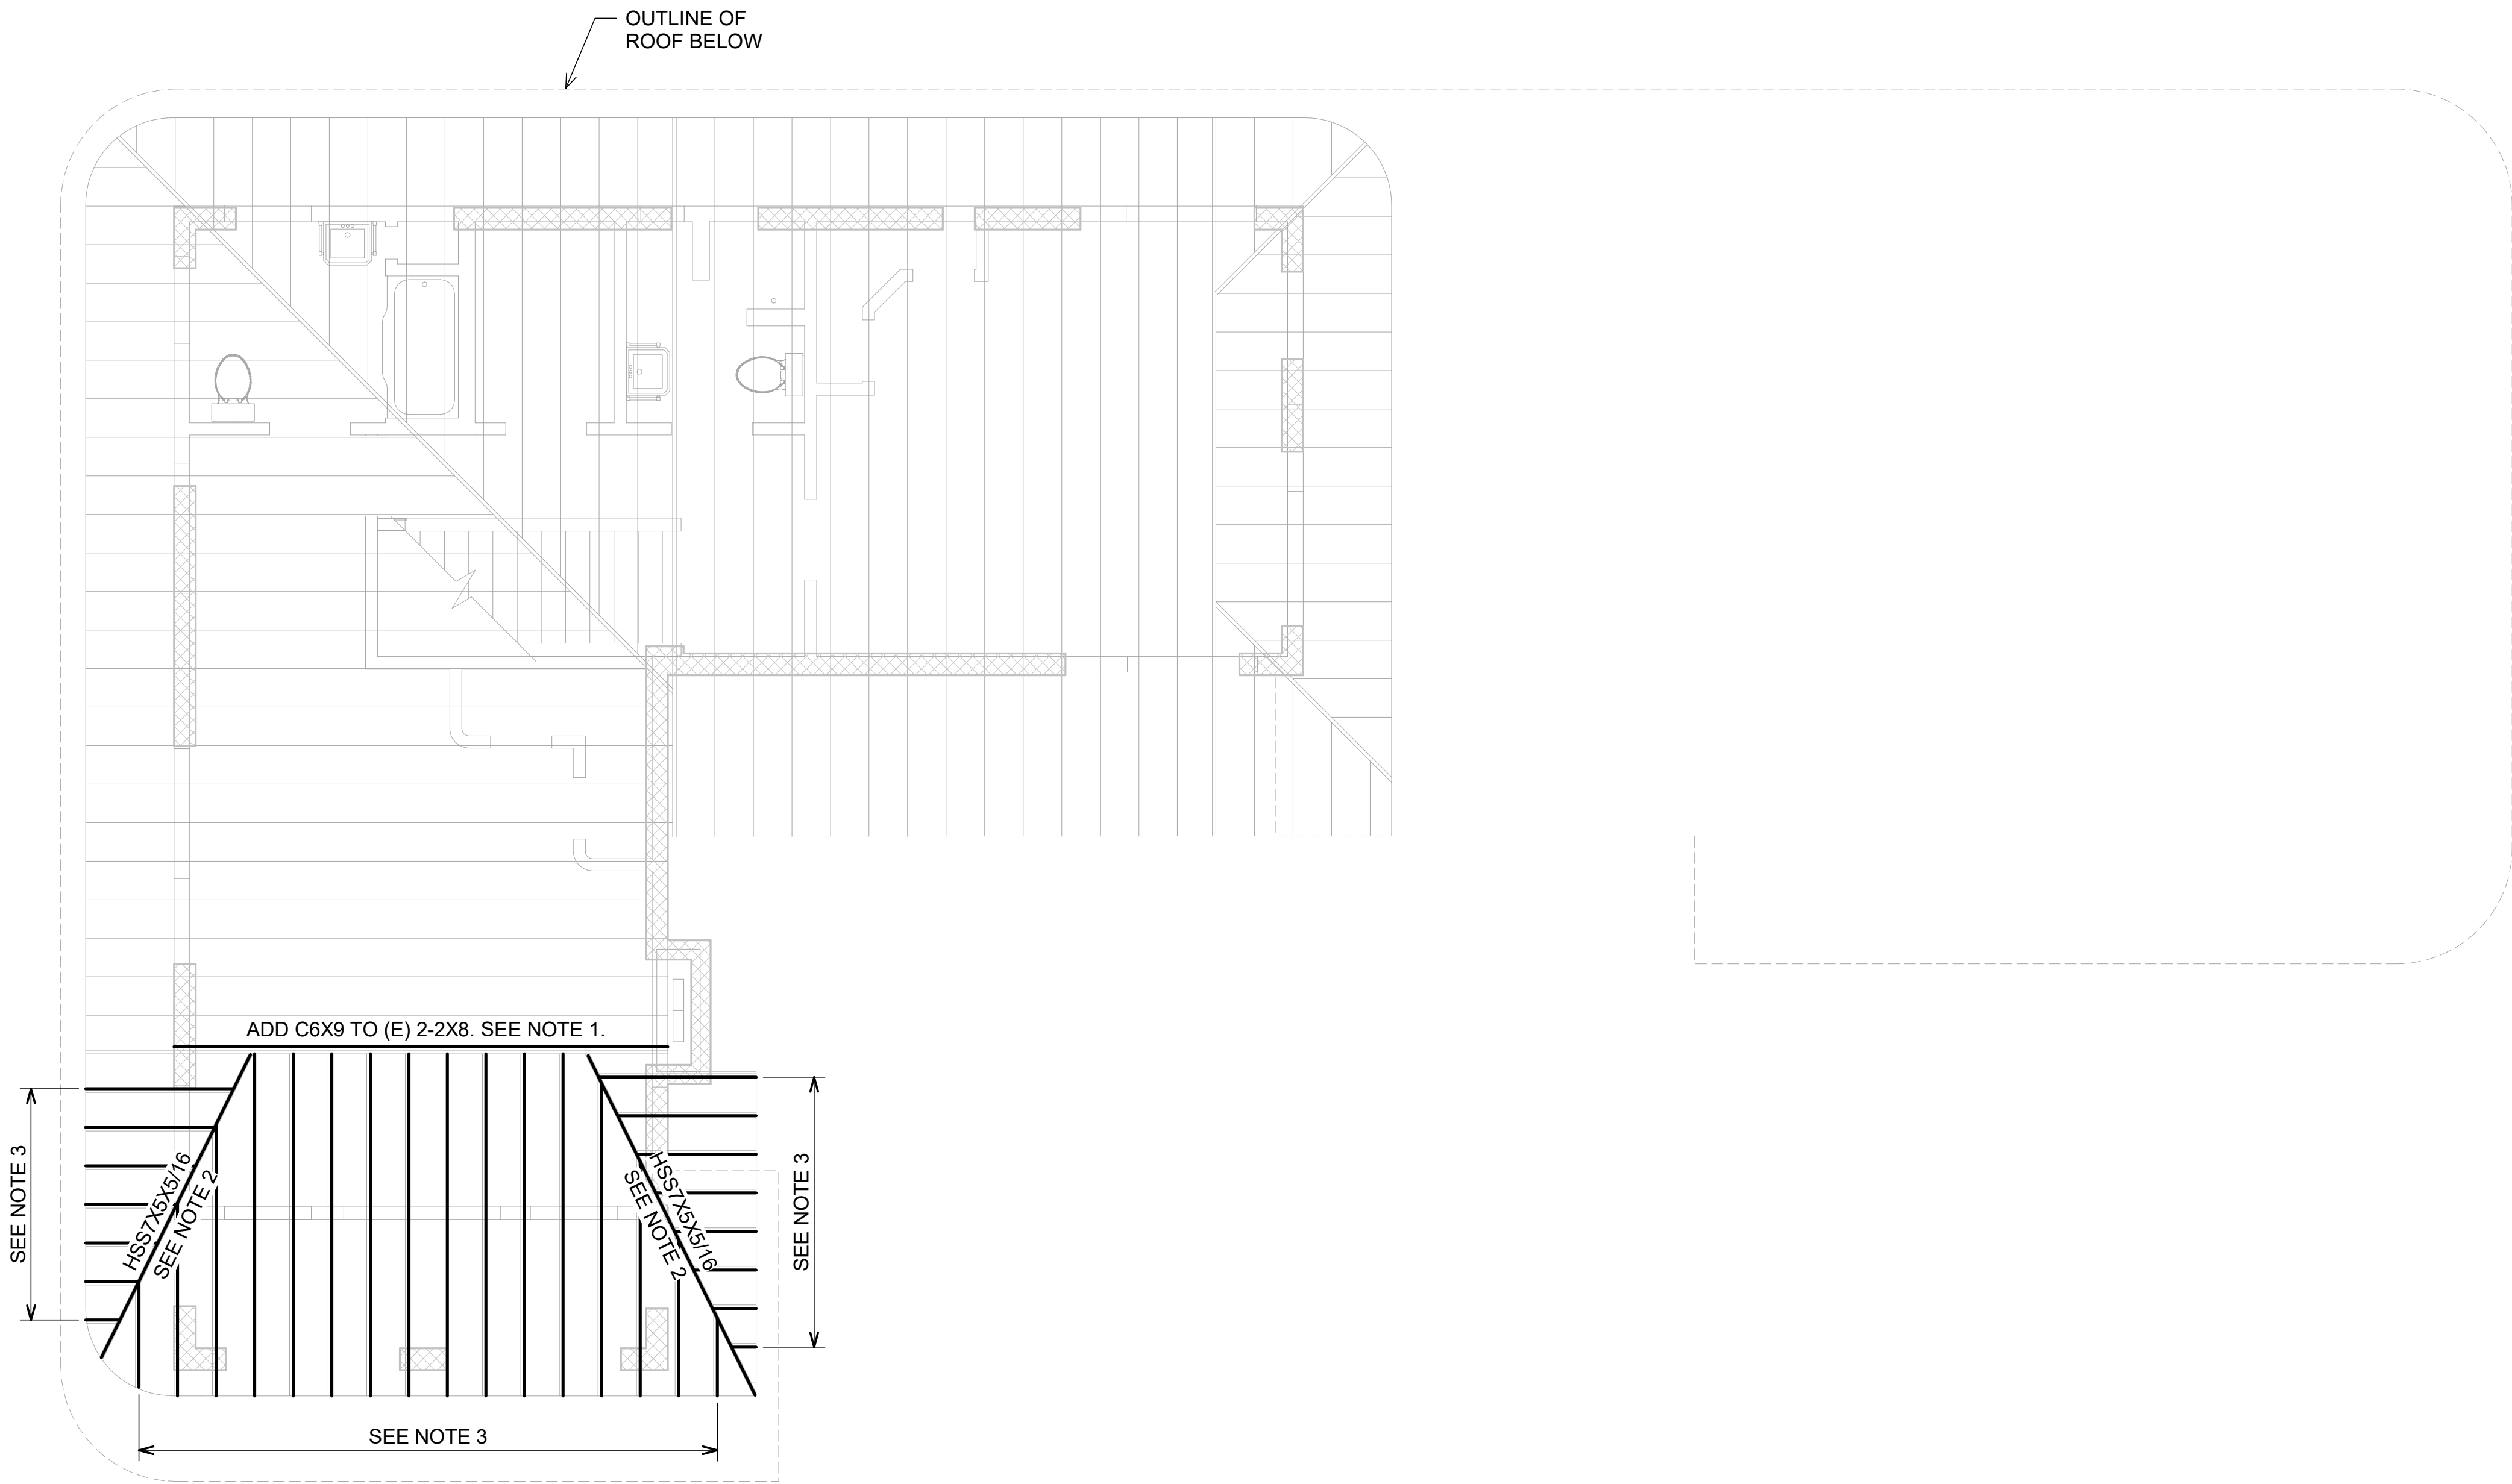 OUTLINE OF
ROOF BELOW
ADD C6X9 TO (E) 2-2X8. SEE NOTE 1.
SEE NOTE 3
HSS7X5X5/16
SEE NOTE 2
HSS7X5X5/16
SEE NOTE 2
SEE NOTE 3
SEE NOTE 3